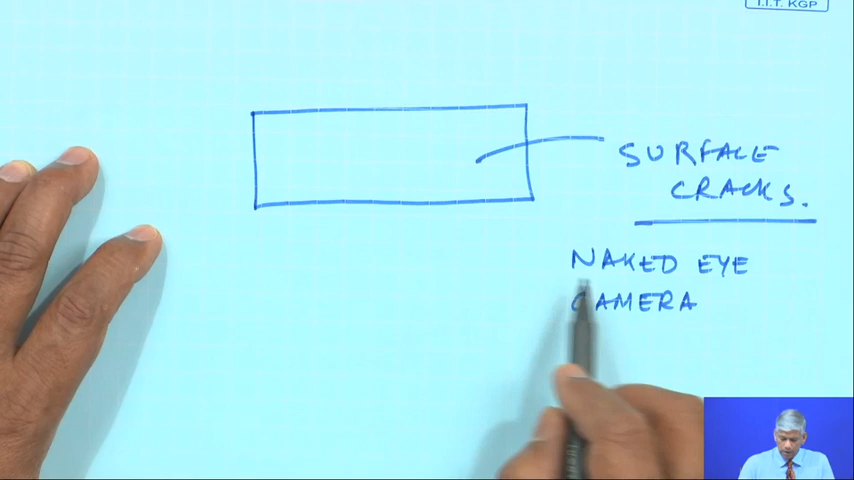 I.I.T. KGP
SURFACE
CRACKS.
NAKED EYE
CAMERA